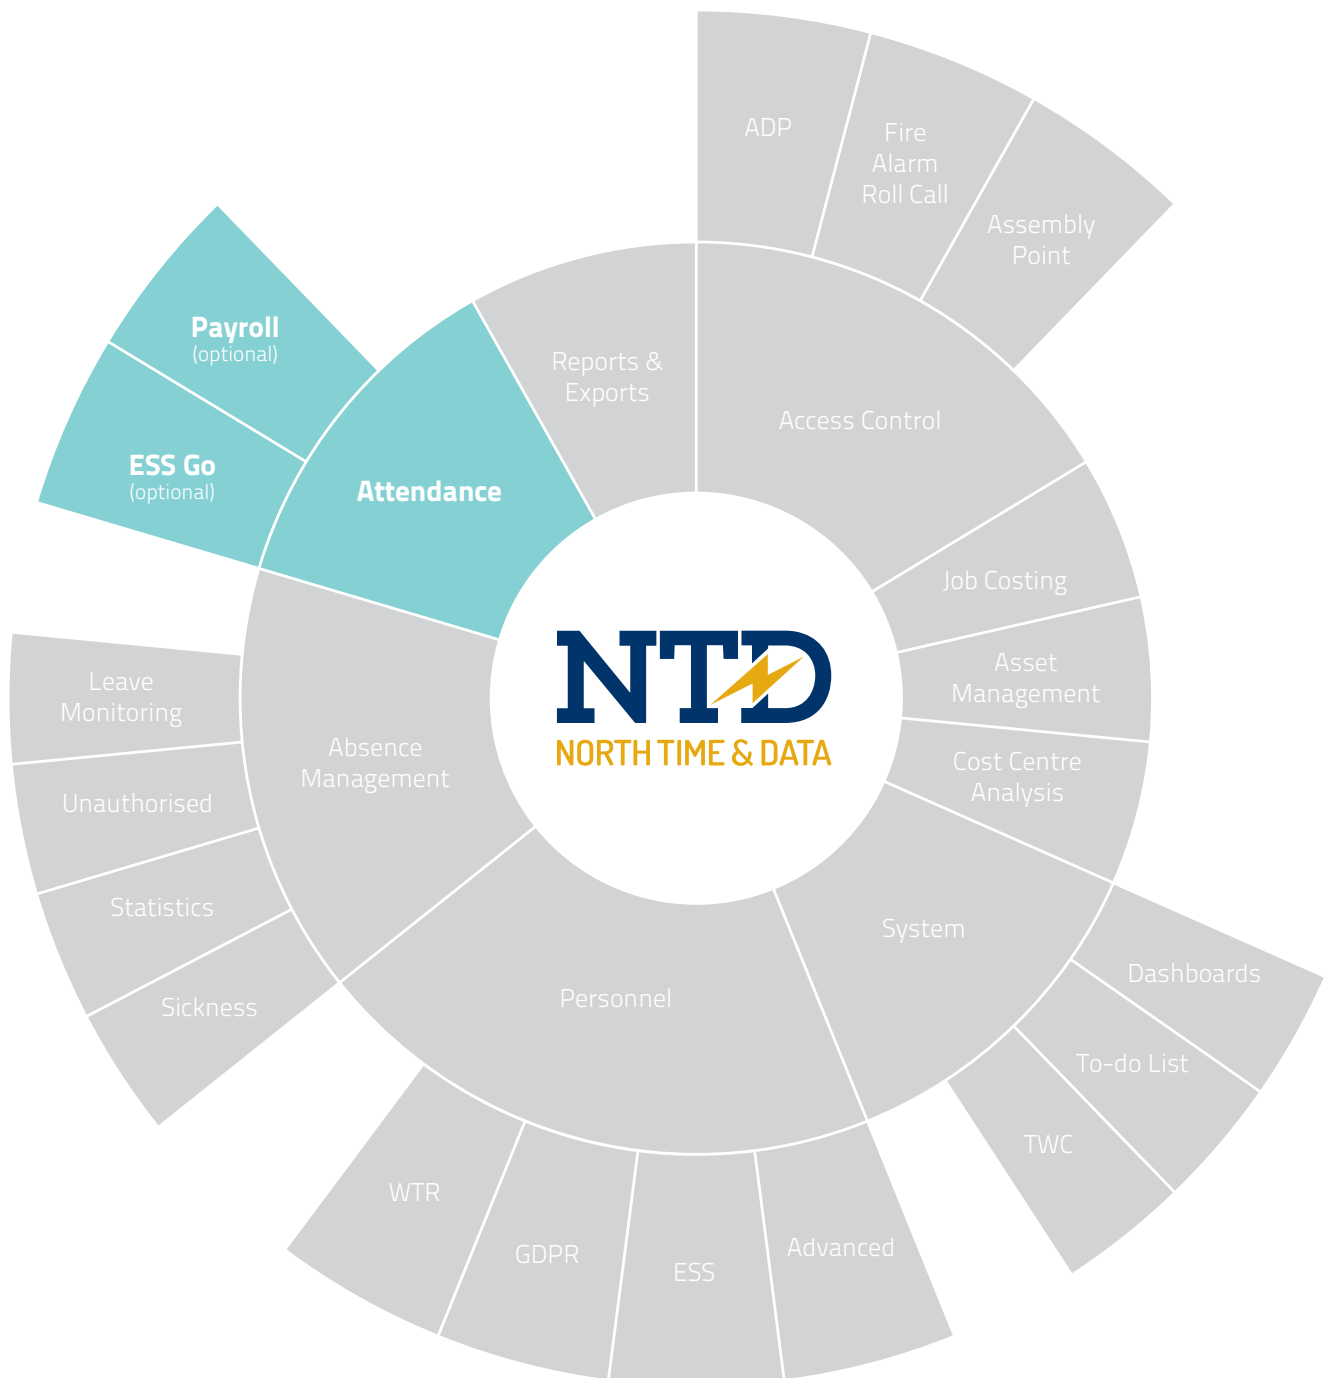 ADP
Fire
Alarm
Roll Call
Assembly
Point
Payroll
(optional)
ESS Go
(optional)
Attendance
Reports &
Exports
Access Control
Job Costing
Asset
Management
Cost Centre
Analysis
NTD
NORTH TIME & DATA
Leave
Monitoring
Unauthorised
Statistics
Sickness
Absence
Management
Personnel
System
Dashboards
To-do List
TWC
WTR
GDPR
ESS
Advanced